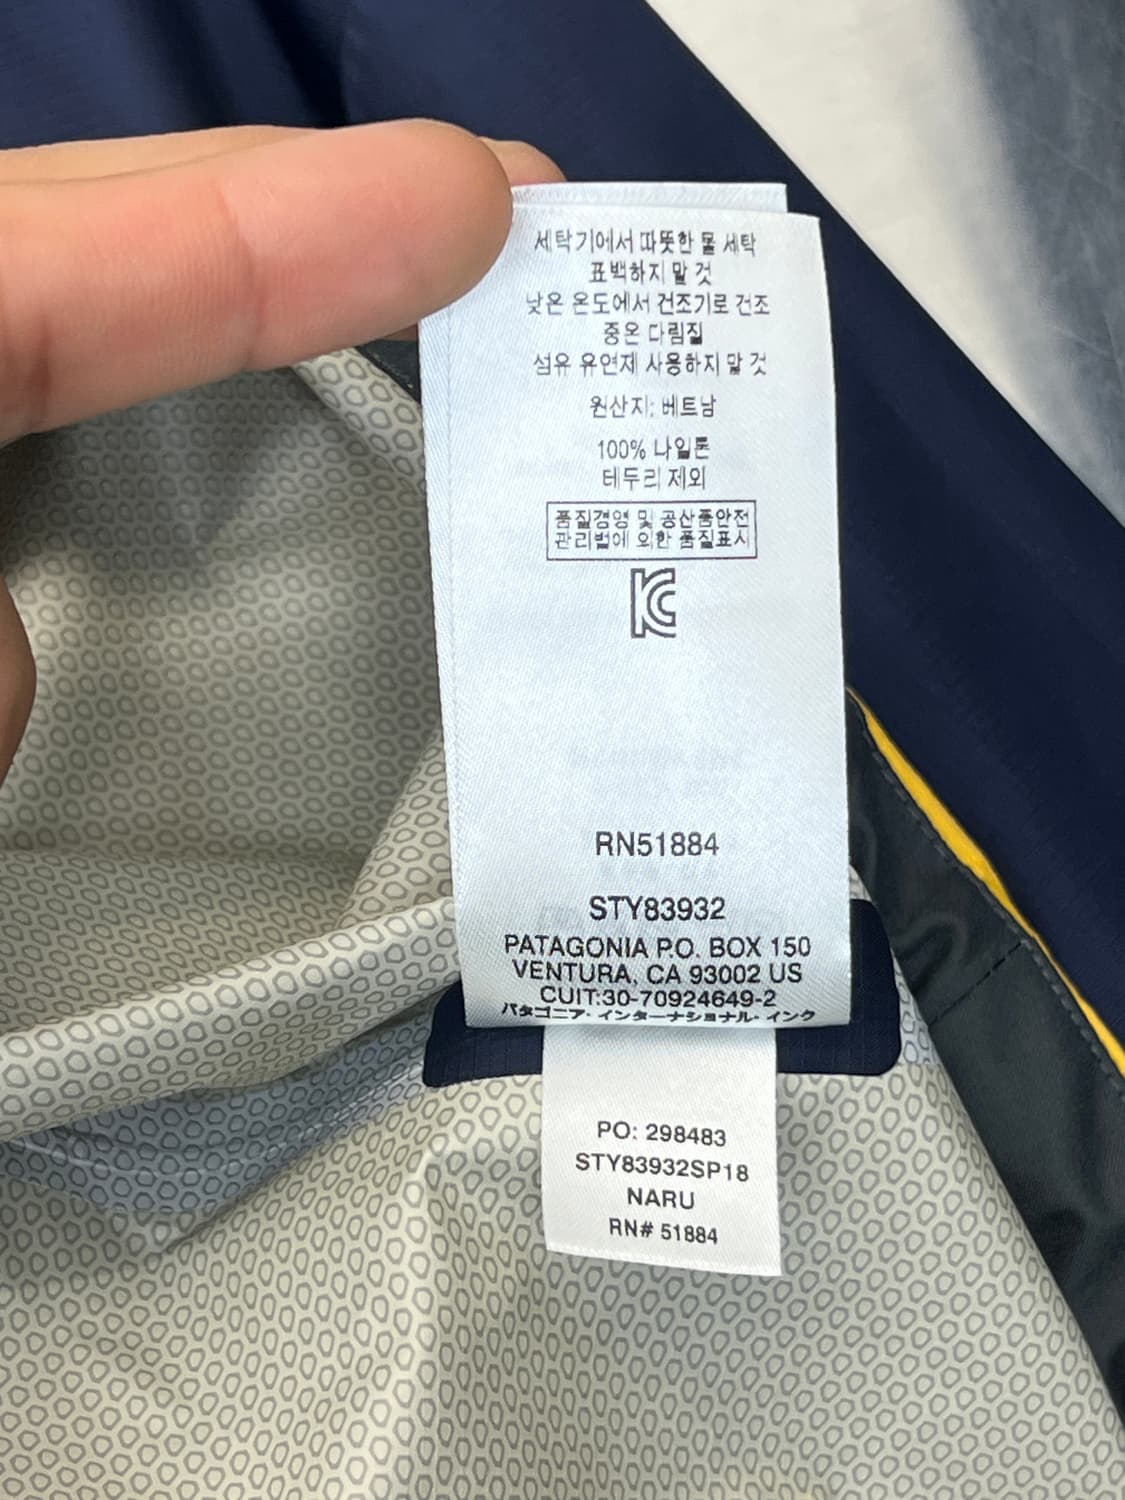 세탁기에서 따뜻한 물 세탁
표백하지 말 것
낮은 온도에서 건조기로 건조
중온 다림질
섬유 유연제 사용하지 말 것
원산지: 베트남
100% 나일론
테두리 제외
품질경영 및 공산품안전
관리법에 의한 품질표시
KC
RN51884
STY83932
PATAGONIA P.O. BOX 150
VENTURA, CA 93002 US
CUIT:30-70924649-2
パタゴニア・インターナショナル・インク
PO: 298483
STY83932SP18
NARU
RN# 51884